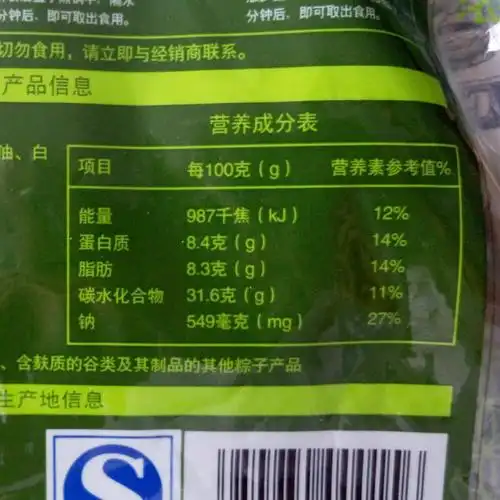 分钟后，即可取出食用。
分钟后，即可取出食用。
切勿食用，请立即与经销商联系。
产品信息
营养成分表
油、白
项目 每100克（g） 营养素参考值%
能量 987千焦（kJ） 12%
蛋白质 8.4克（g） 14%
脂肪 8.3克（g） 14%
碳水化合物 31.6克（g） 11%
钠 549毫克（mg） 27%
、含麸质的谷类及其制品的其他粽子产品
生产地信息